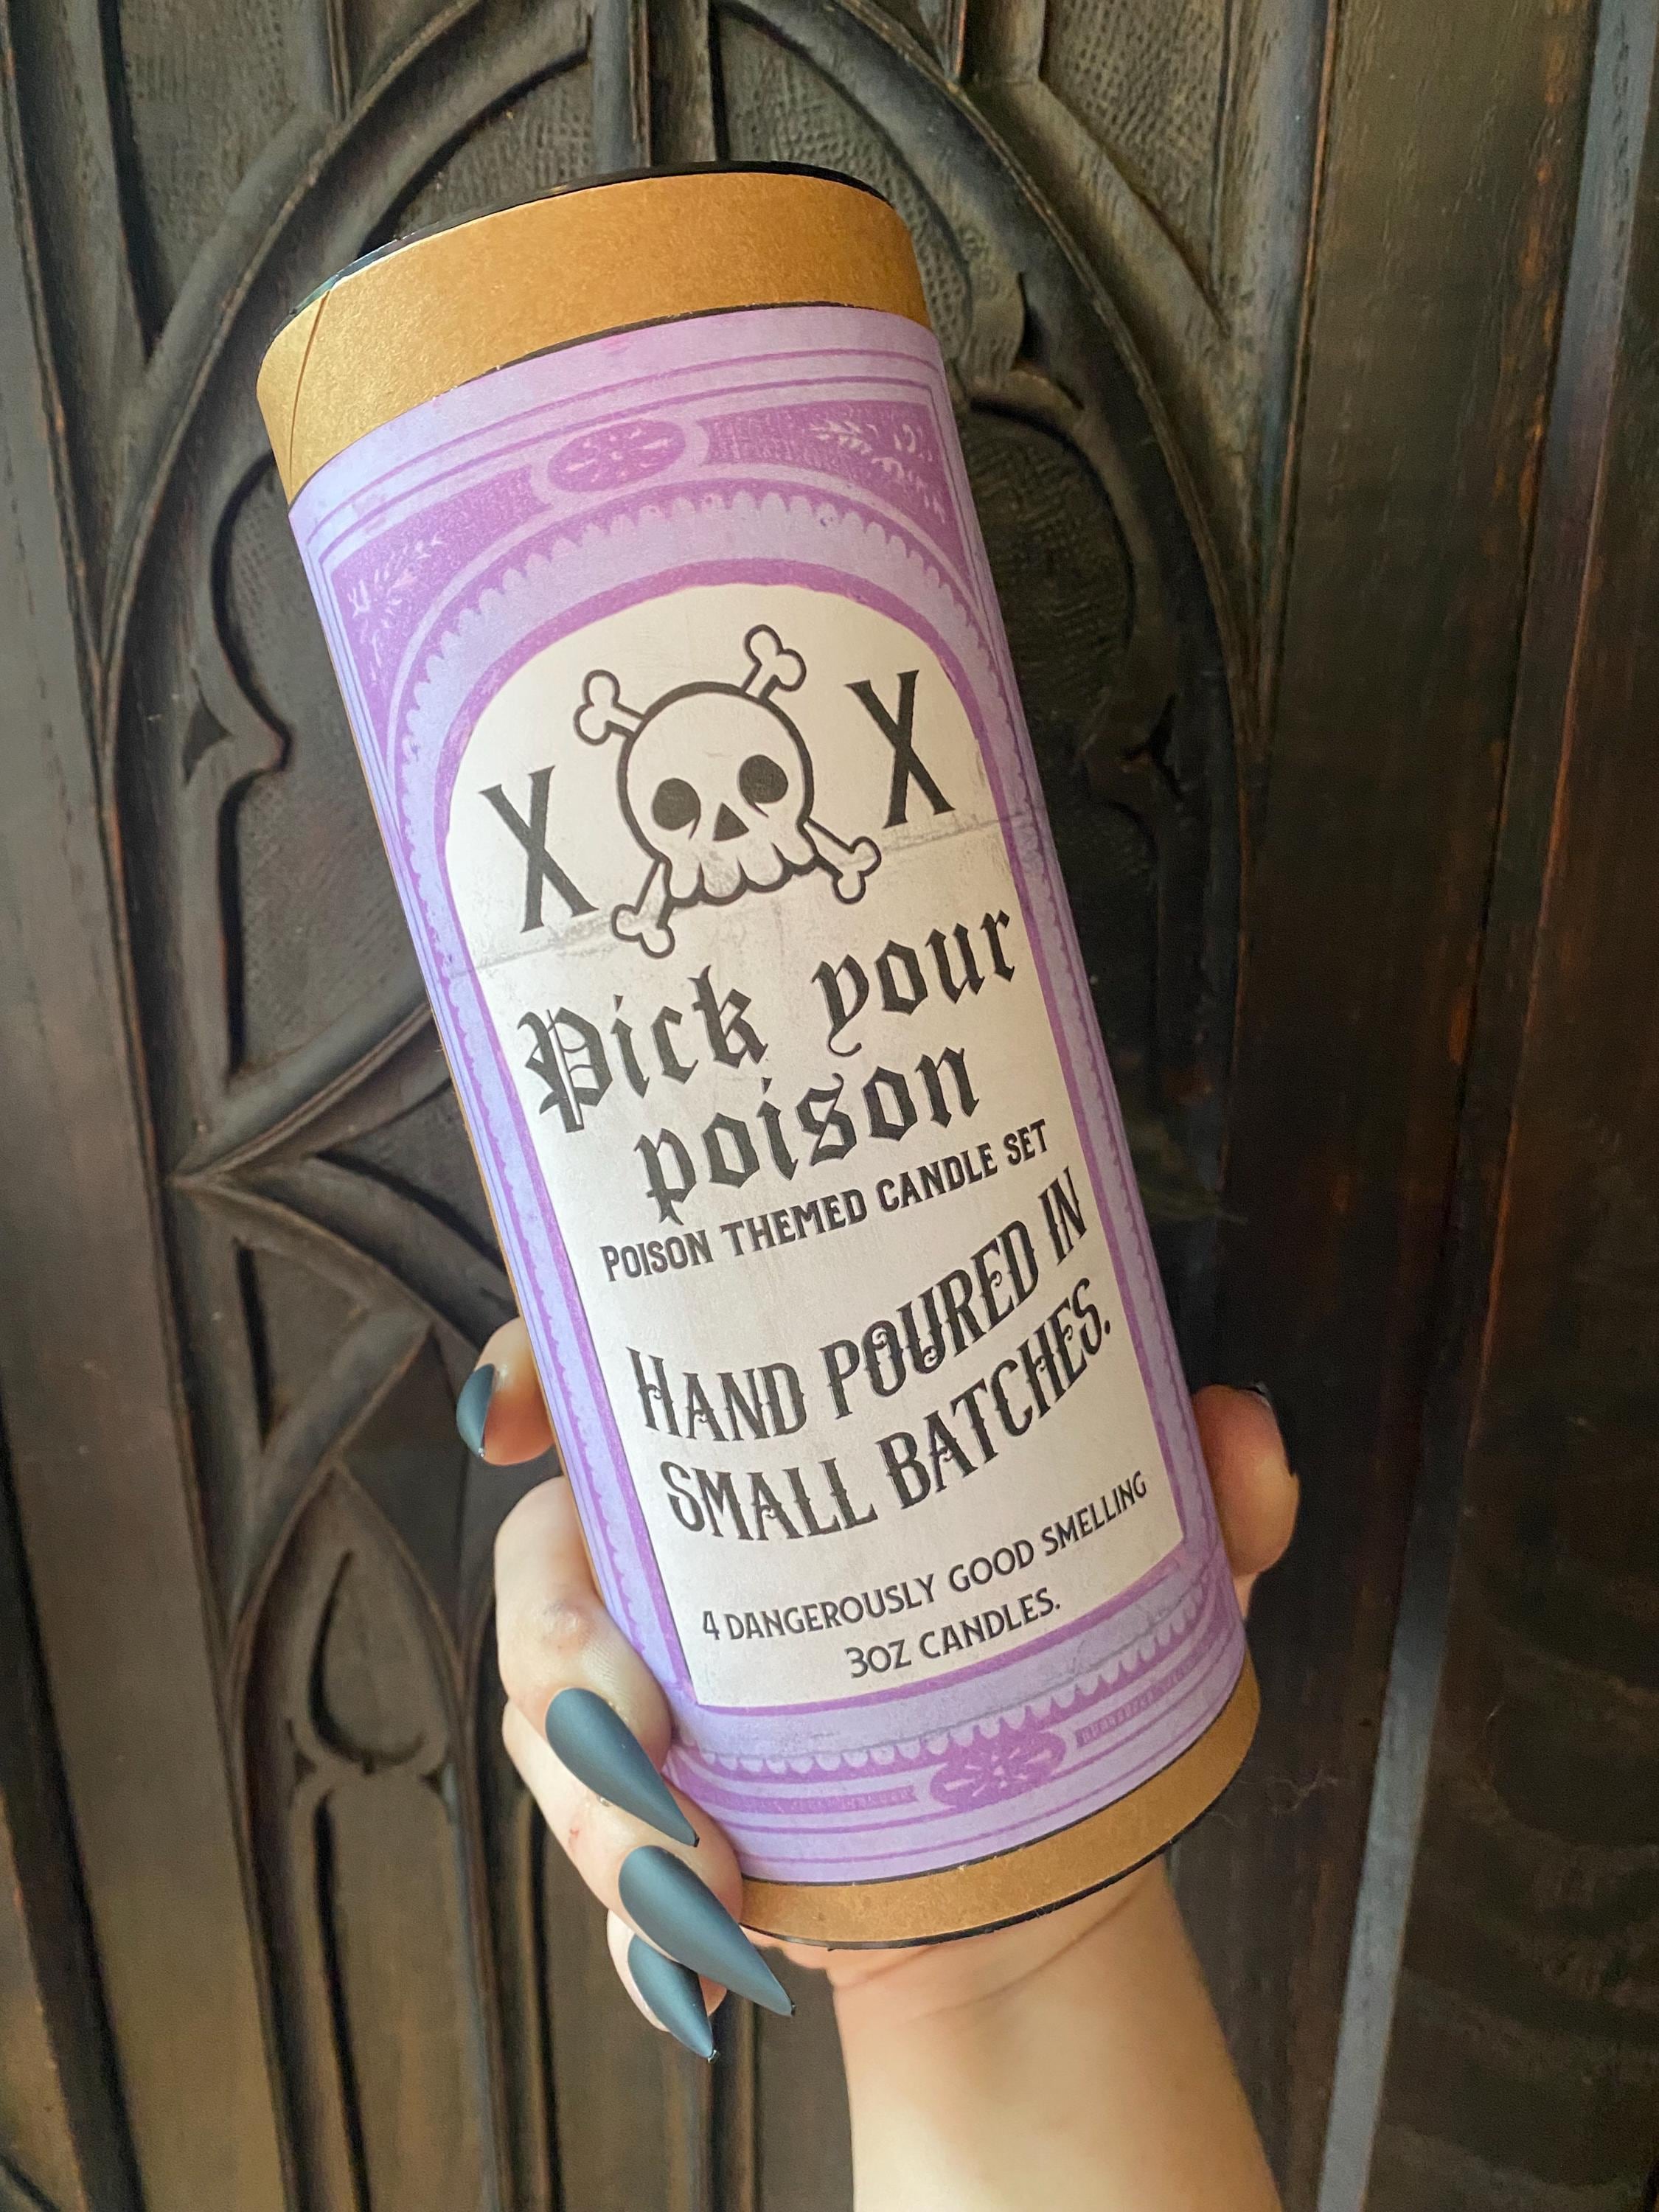 X X
Pick your
poison
POISON THEMED CANDLE SET
HAND POURED IN
SMALL BATCHES.
4 DANGEROUSLY GOOD SMELLING
3OZ CANDLES.